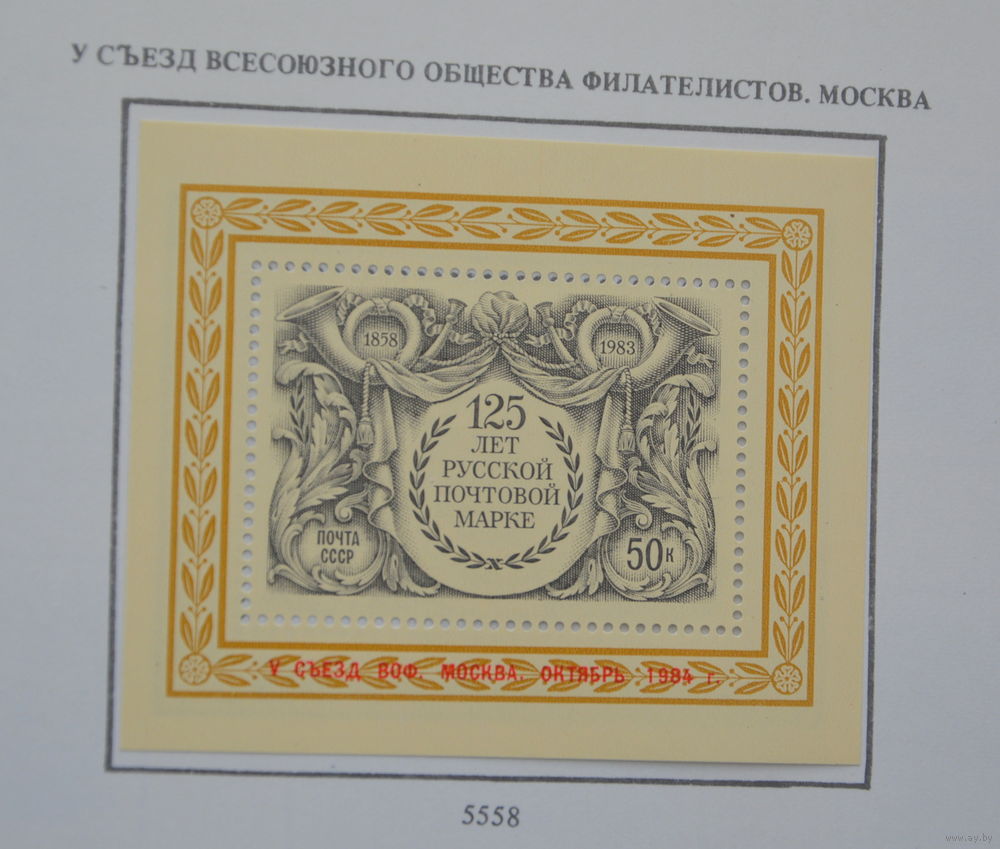 У СЪЕЗД ВСЕСОЮЗНОГО ОБЩЕСТВА ФИЛАТЕЛИСТОВ. МОСКВА
1858
1983
125
ЛЕТ
РУССКОЙ
ПОЧТОВОЙ
МАРКЕ
ПОЧТА
СССР
50К
У СЪЕЗД ВОФ. МОСКВА. ОКТЯБРЬ 1984 г.
5558
www.ay.by